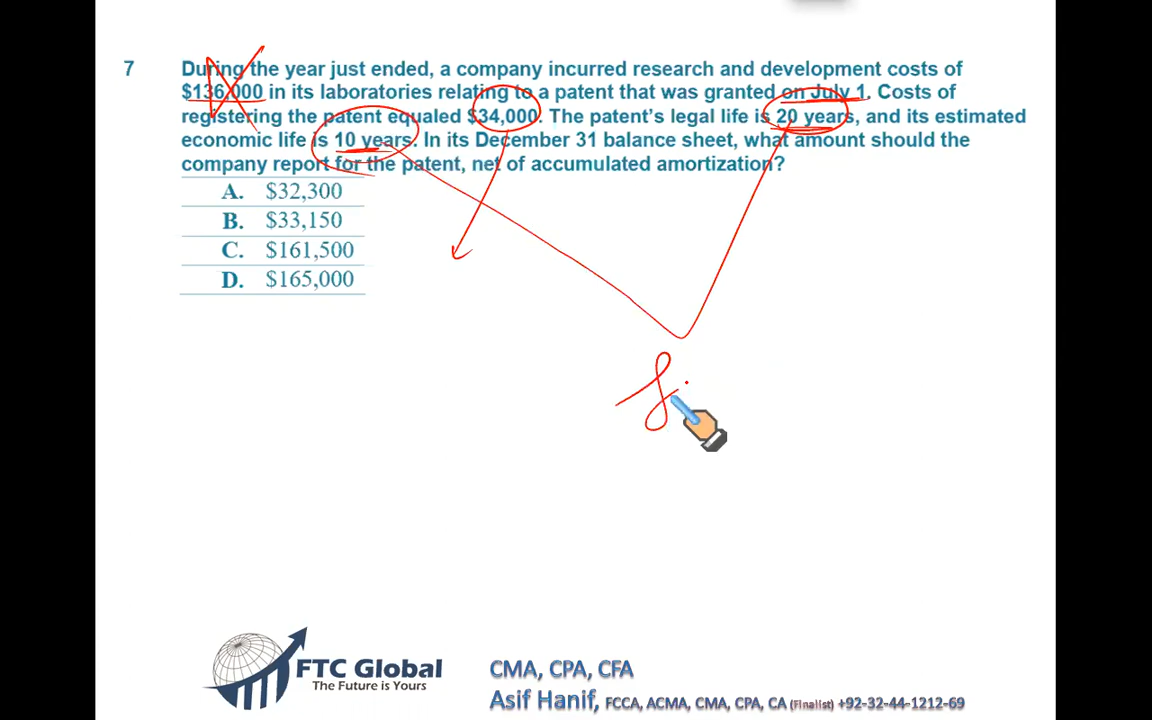 7 During the year just ended, a company incurred research and development costs of
$136,000 in its laboratories relating to a patent that was granted on July 1. Costs of
registering the patent equaled $34,000. The patent's legal life is 20 years, and its estimated
economic life is 10 years. In its December 31 balance sheet, what amount should the
company report for the patent, net of accumulated amortization?
A. $32,300
B. $33,150
C. $161,500
D. $165,000
FTC Global
The Future is Yours
CMA, CPA, CFA
Asif Hanif, FCCA, ACMA, CMA, CPA, CA (Finalist) +92-32-44-1212-69